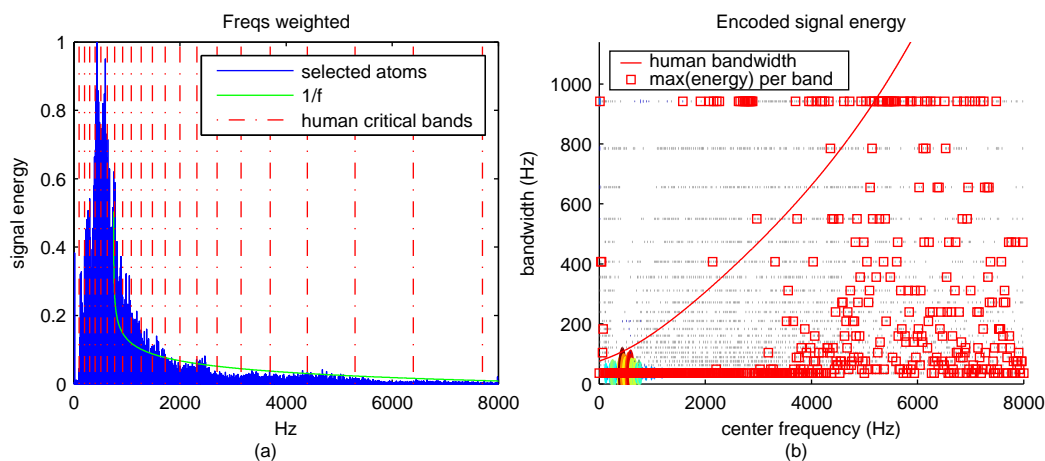 Freqs weighted
signal energy
1
0.8
0.6
0.4
0.2
0
selected atoms
1/f
human critical bands
0
2000
4000
6000
8000
Hz
(a)
Encoded signal energy
bandwidth (Hz)
1000
800
600
400
200
0
human bandwidth
max(energy) per band
0
2000
4000
6000
8000
center frequency (Hz)
(b)